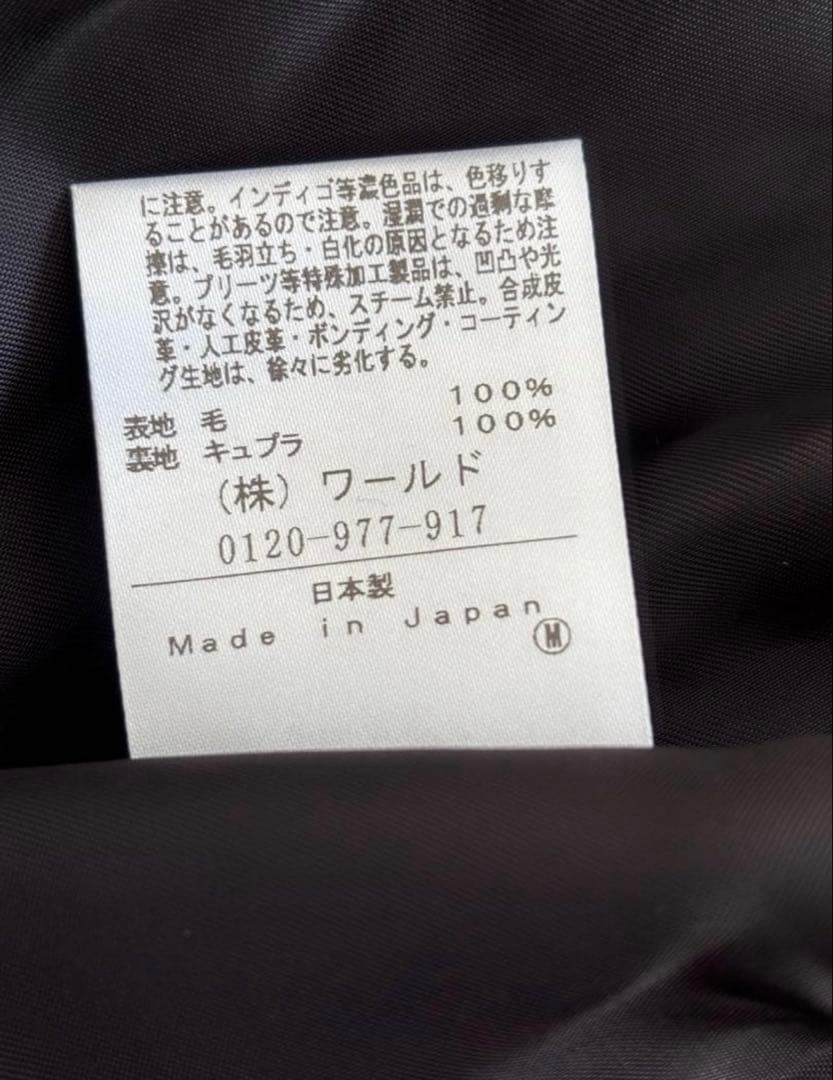 に注意。インディゴ等濃色品は、色移りす
ることがあるので注意。湿潤での過剰な摩
擦は、毛羽立ち・白化の原因となるため注
意。プリーツ等特殊加工製品は、凹凸や光
沢がなくなるため、スチーム禁止。合成皮
革・人工皮革・ボンディング・コーティン
グ生地は、徐々に劣化する。
表地 毛 100%
裏地 キュプラ 100%
(株) ワールド
0120-977-917
日本製
Made in Japan
Ⓜ